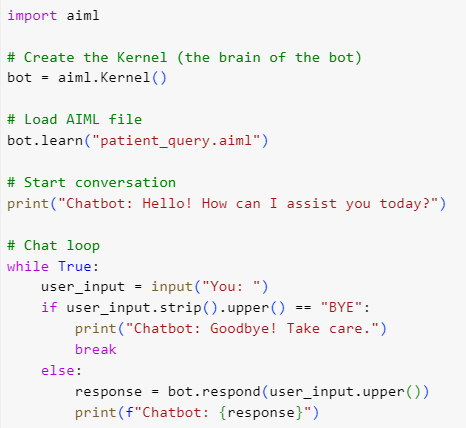 import aiml

# Create the Kernel (the brain of the bot)
bot = aiml.Kernel()

# Load AIML file
bot.learn("patient_query.aiml")

# Start conversation
print("Chatbot: Hello! How can I assist you today?")

# Chat loop
while True:
    user_input = input("You: ")
    if user_input.strip().upper() == "BYE":
        print("Chatbot: Goodbye! Take care.")
        break
    else:
        response = bot.respond(user_input.upper())
        print(f"Chatbot: {response}")